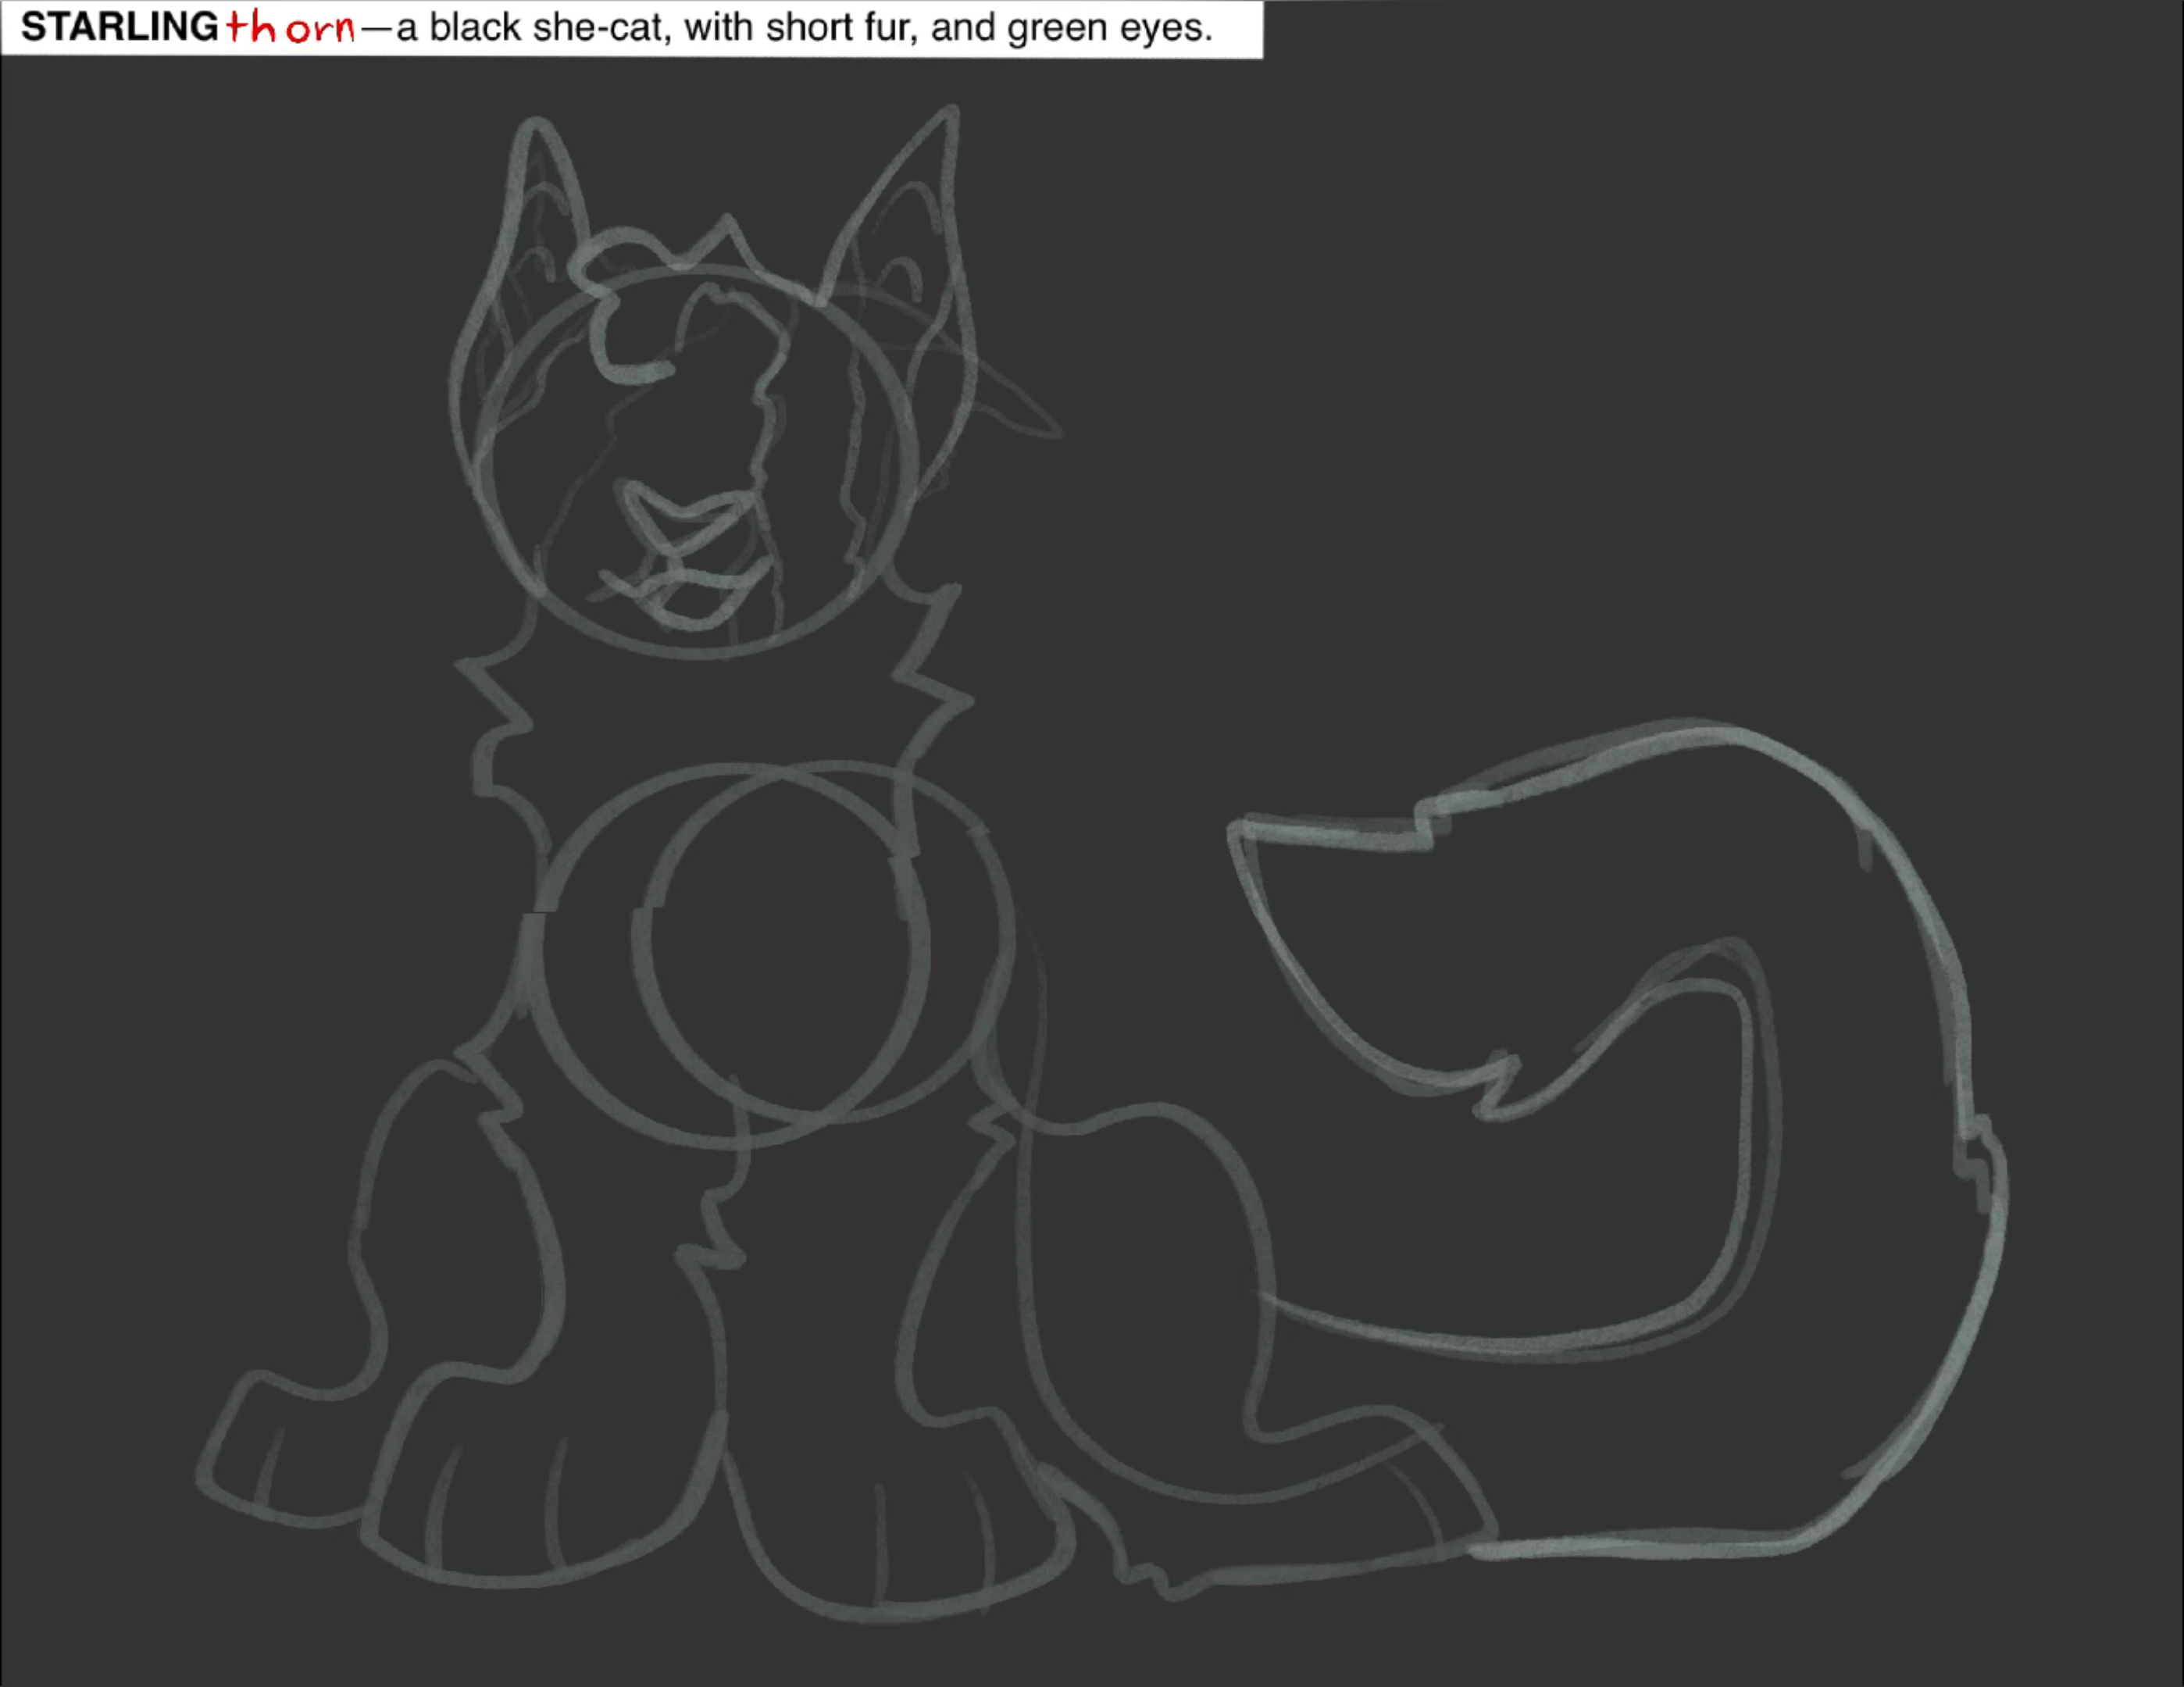 STARLINGthorn—a black she-cat, with short fur, and green eyes.